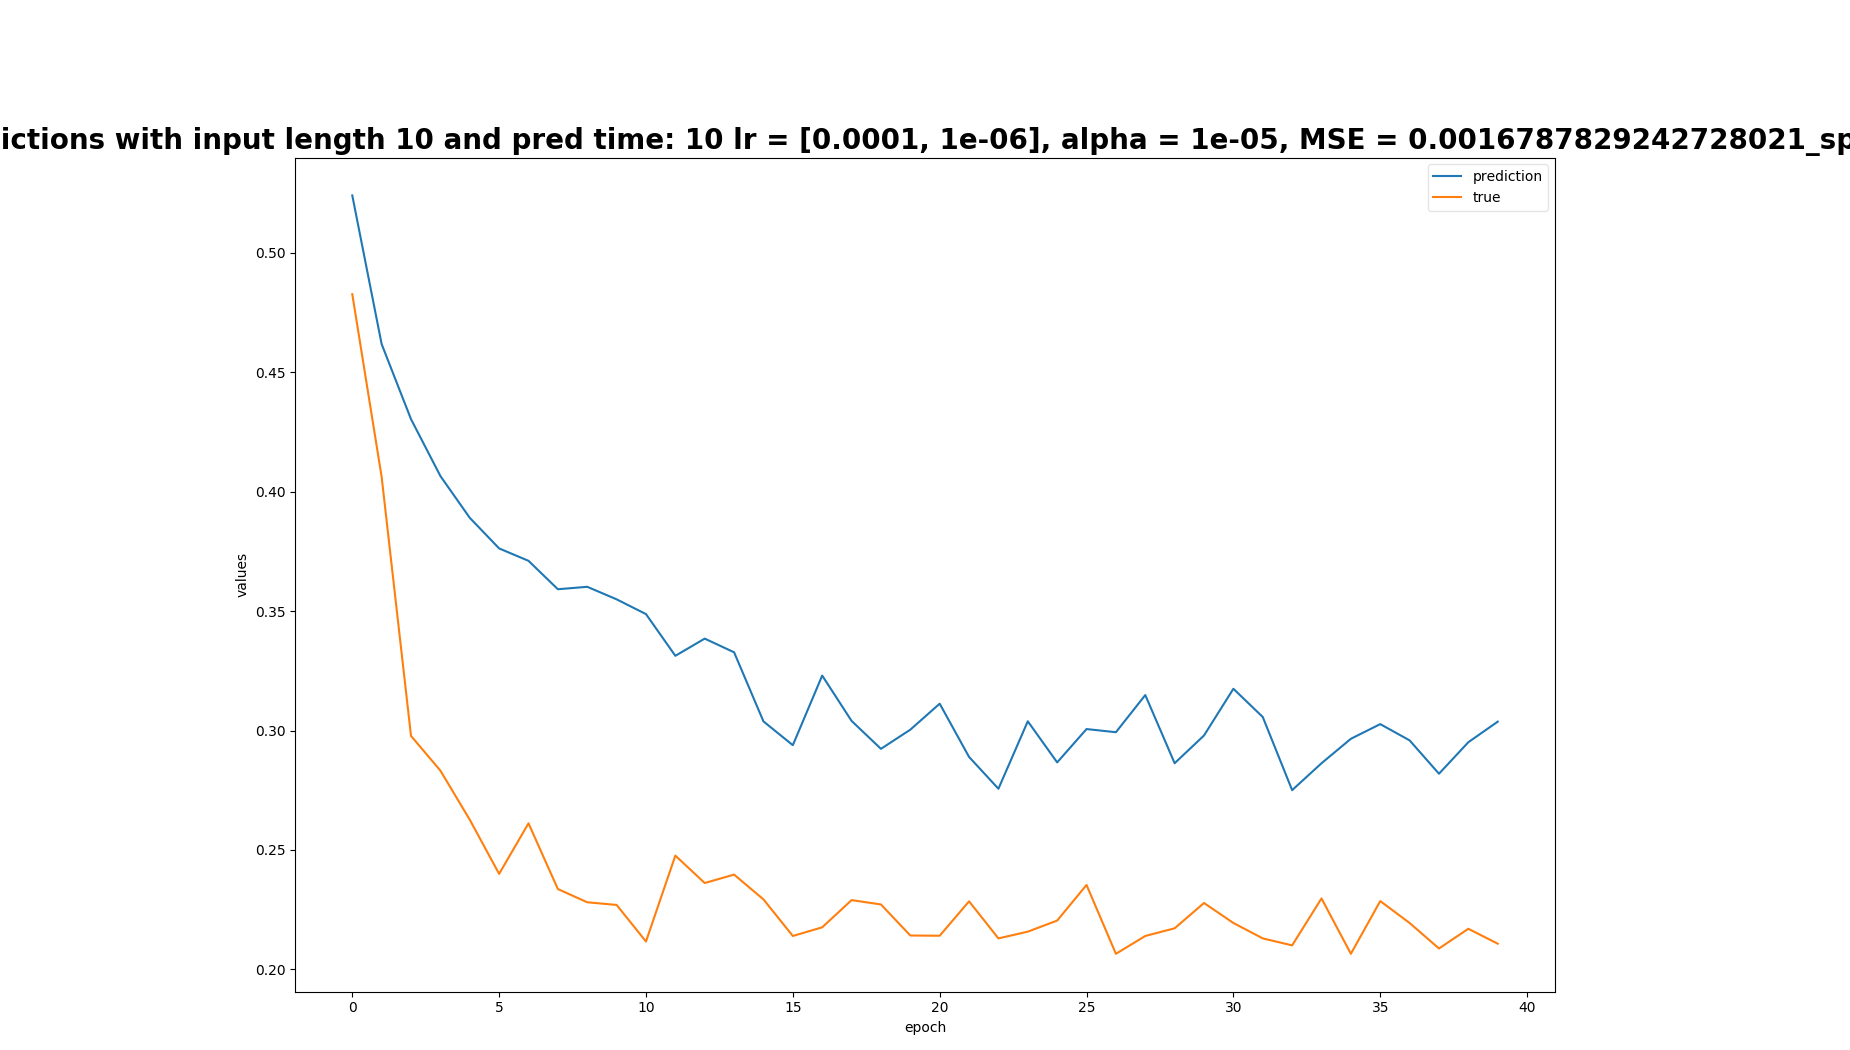 ictions with input length 10 and pred time: 10 lr = [0.0001, 1e-06], alpha = 1e-05, MSE = 0.0016787829242728021_sp
prediction
true
0.50
0.45
0.40
0.35
0.30
0.25
0.20
values
0 5 10 15 20 25 30 35 40
epoch